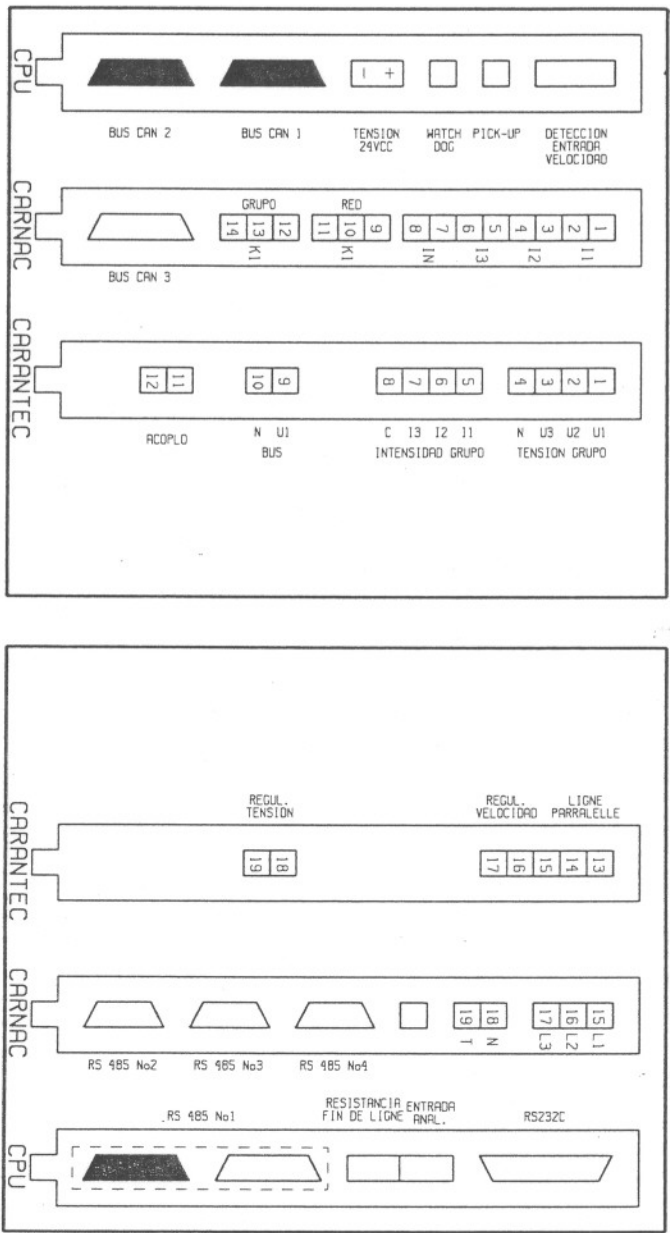 CPU
- +
BUS CAN 2 BUS CAN 1 TENSION 24VCC WATCH DOG PICK-UP DETECCION ENTRADA VELOCIDAD
CARNAC
GRUPO RED
14 13 12 11 10 9 8 7 6 5 4 3 2 1
K1 K1 IN I3 I2 I1
BUS CAN 3
CARANTEC
12 11 10 9 8 7 6 5 4 3 2 1
N U1 C I3 I2 I1 N U3 U2 U1
ACOPLO BUS INTENSIDAD GRUPO TENSION GRUPO
REGUL. TENSION REGUL. VELOCIDAD LIGNE PARRALELLE
CARANTEC
19 18 17 16 15 14 13
CARNAC
19 18 17 16 15
T N L3 L2 L1
RS 485 No2 RS 485 No3 RS 485 No4
RS 485 No1 RESISTANCIA FIN DE LIGNE ENTRADA ANAL. RS232C
CPU